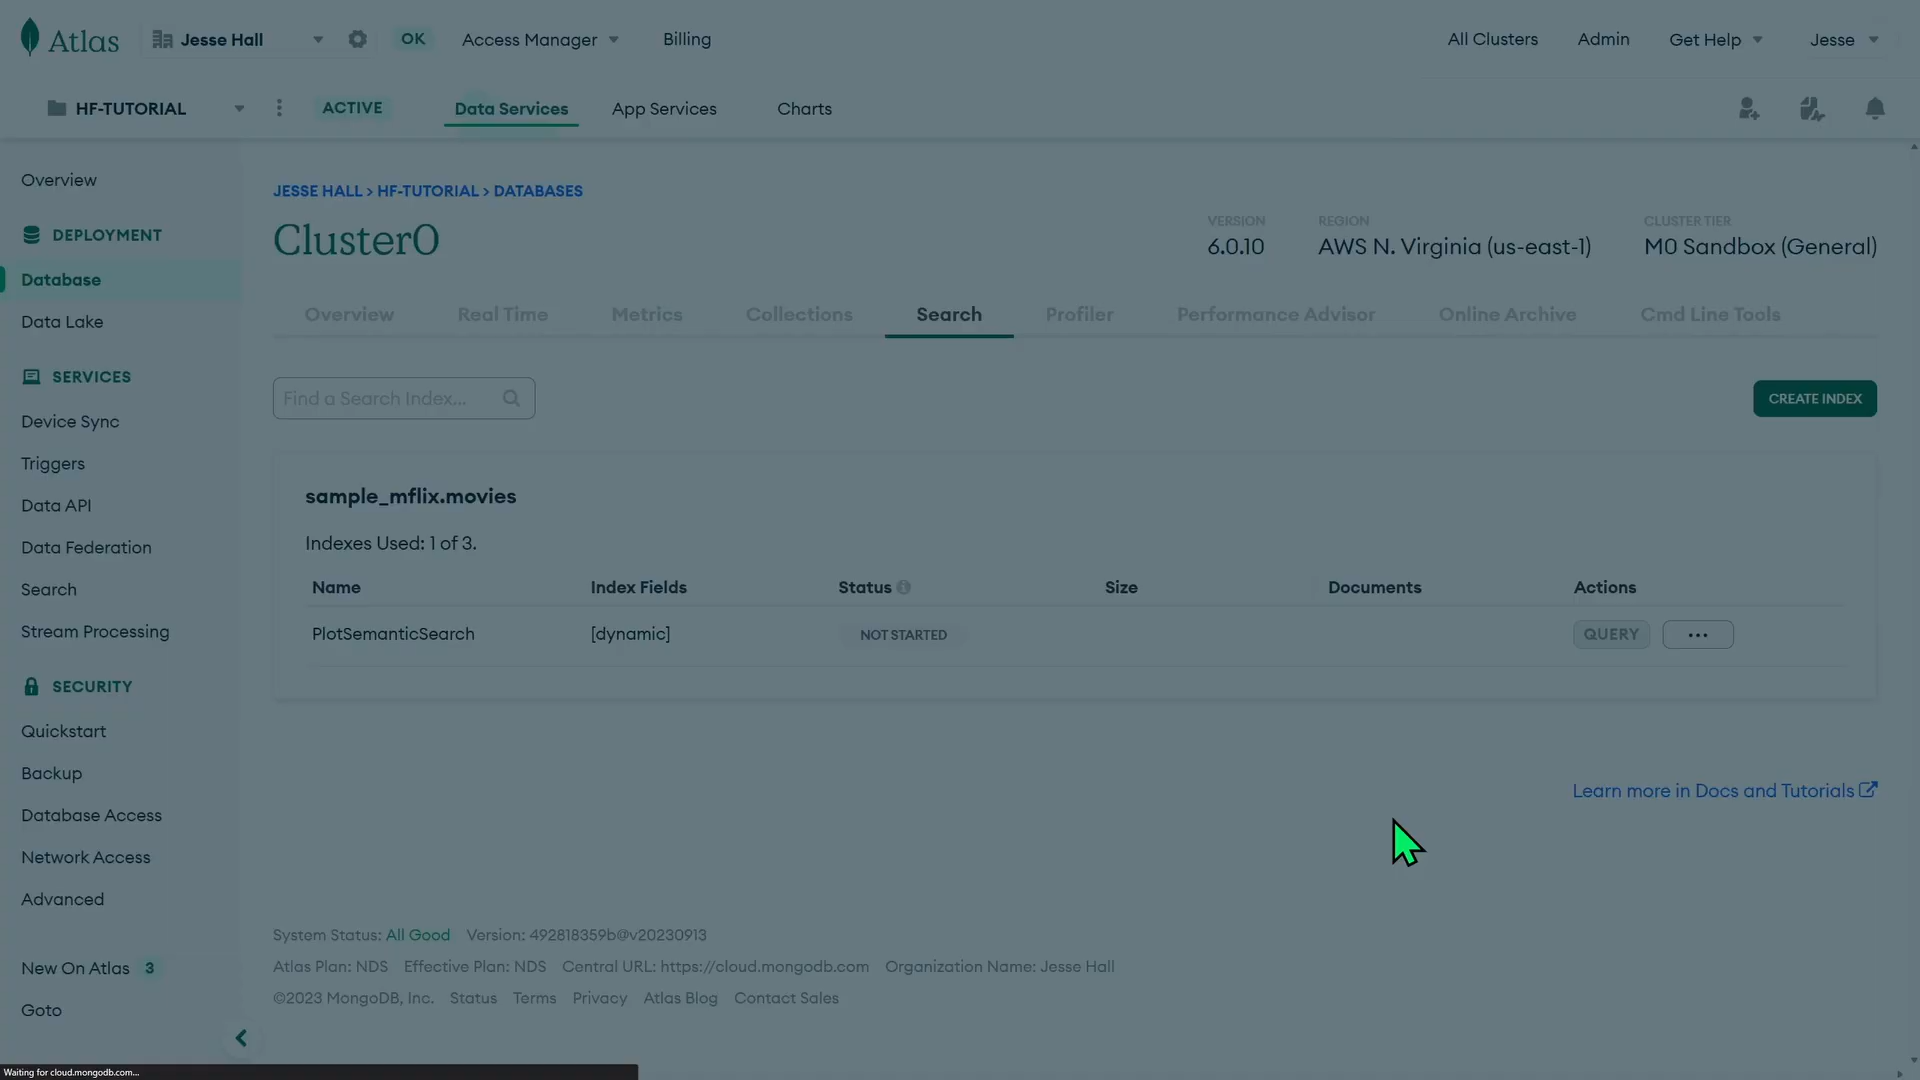 Atlas Jesse Hall OK Access Manager Billing All Clusters Admin Get Help Jesse
HF-TUTORIAL ACTIVE Data Services App Services Charts
Overview
DEPLOYMENT
Database
Data Lake
SERVICES
Device Sync
Triggers
Data API
Data Federation
Search
Stream Processing
SECURITY
Quickstart
Backup
Database Access
Network Access
Advanced
New On Atlas 3
Goto
JESSE HALL > HF-TUTORIAL > DATABASES
Cluster0
VERSION REGION CLUSTER TIER
6.0.10 AWS N. Virginia (us-east-1) M0 Sandbox (General)
Overview Real Time Metrics Collections Search Profiler Performance Advisor Online Archive Cmd Line Tools
Find a Search Index... CREATE INDEX
sample_mflix.movies
Indexes Used: 1 of 3.
Name Index Fields Status Size Documents Actions
PlotSemanticSearch [dynamic] NOT STARTED QUERY ...
Learn more in Docs and Tutorials
System Status: All Good Version: 492818359b@v20230913
Atlas Plan: NDS Effective Plan: NDS Central URL: https://cloud.mongodb.com Organization Name: Jesse Hall
©2023 MongoDB, Inc. Status Terms Privacy Atlas Blog Contact Sales
Waiting for cloud.mongodb.com...